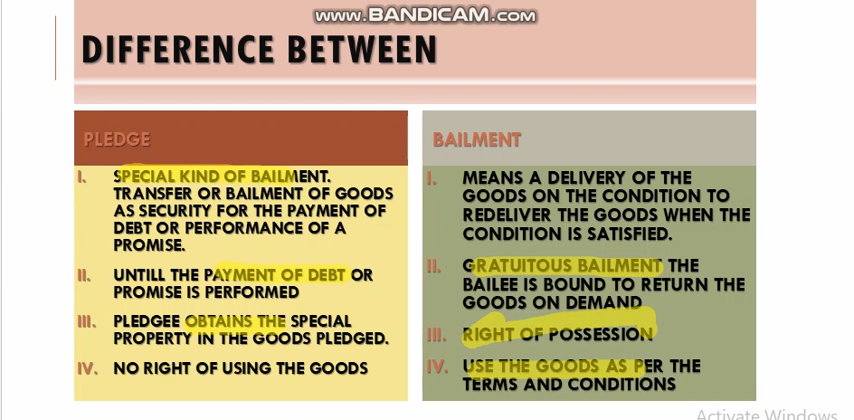 www.BANDICAM.com
DIFFERENCE BETWEEN
PLEDGE
I. SPECIAL KIND OF BAILMENT.
TRANSFER OR BAILMENT OF GOODS
AS SECURITY FOR THE PAYMENT OF
DEBT OR PERFORMANCE OF A
PROMISE.
II. UNTILL THE PAYMENT OF DEBT OR
PROMISE IS PERFORMED
III. PLEDGEE OBTAINS THE SPECIAL
PROPERTY IN THE GOODS PLEDGED.
IV. NO RIGHT OF USING THE GOODS
BAILMENT
I. MEANS A DELIVERY OF THE
GOODS ON THE CONDITION TO
REDELIVER THE GOODS WHEN THE
CONDITION IS SATISFIED.
II. GRATUITOUS BAILMENT THE
BAILEE IS BOUND TO RETURN THE
GOODS ON DEMAND
III. RIGHT OF POSSESSION
IV. USE THE GOODS AS PER THE
TERMS AND CONDITIONS
Activate Windows